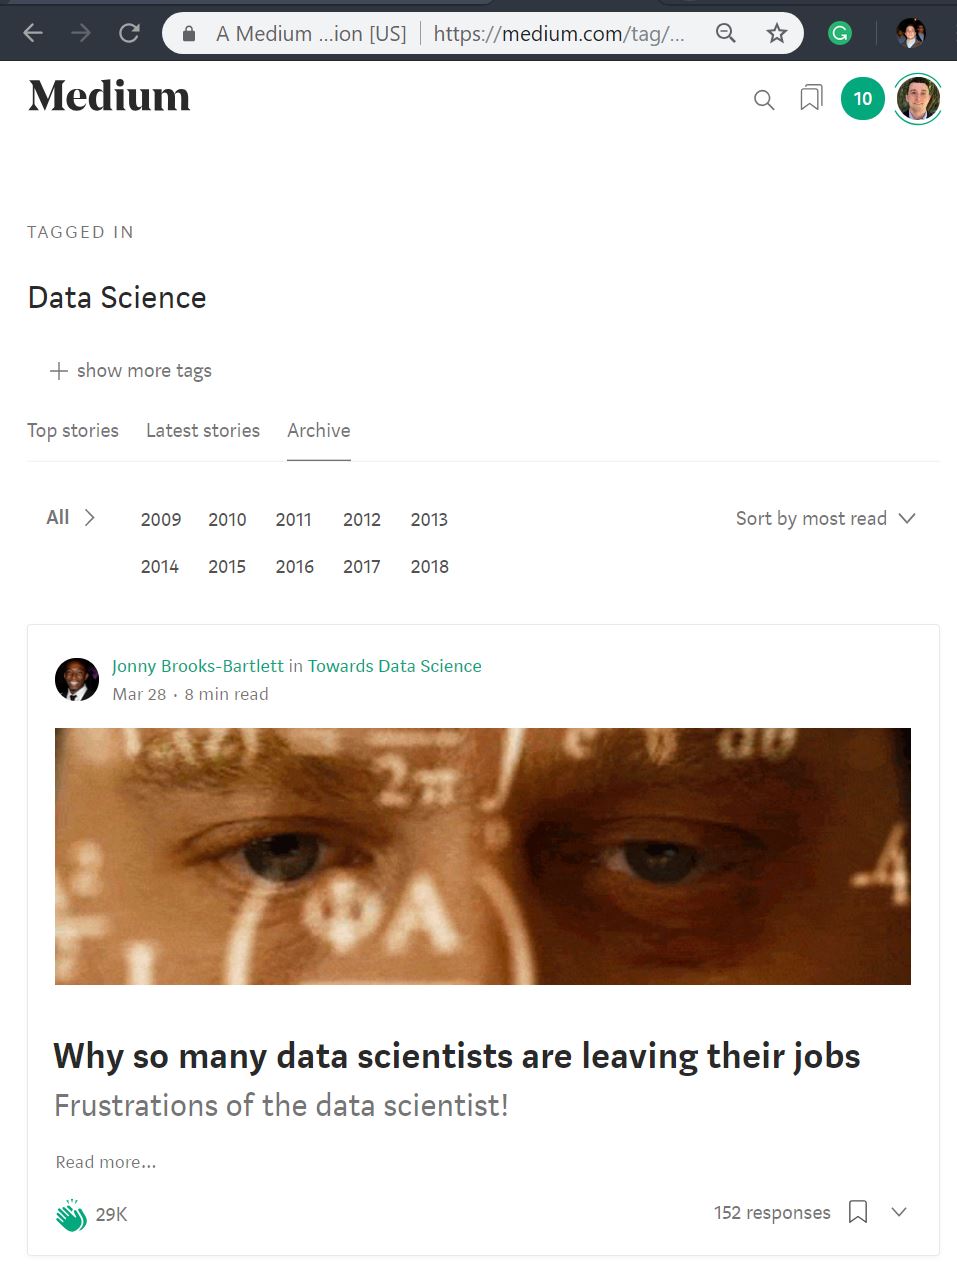 A Medium ...ion [US] https://medium.com/tag/...
Medium
10
TAGGED IN
Data Science
show more tags
Top stories Latest stories Archive
All 2009 2010 2011 2012 2013 Sort by most read
2014 2015 2016 2017 2018
Jonny Brooks-Bartlett in Towards Data Science
Mar 28 · 8 min read
2π
ΦA
Why so many data scientists are leaving their jobs
Frustrations of the data scientist!
Read more...
29K 152 responses